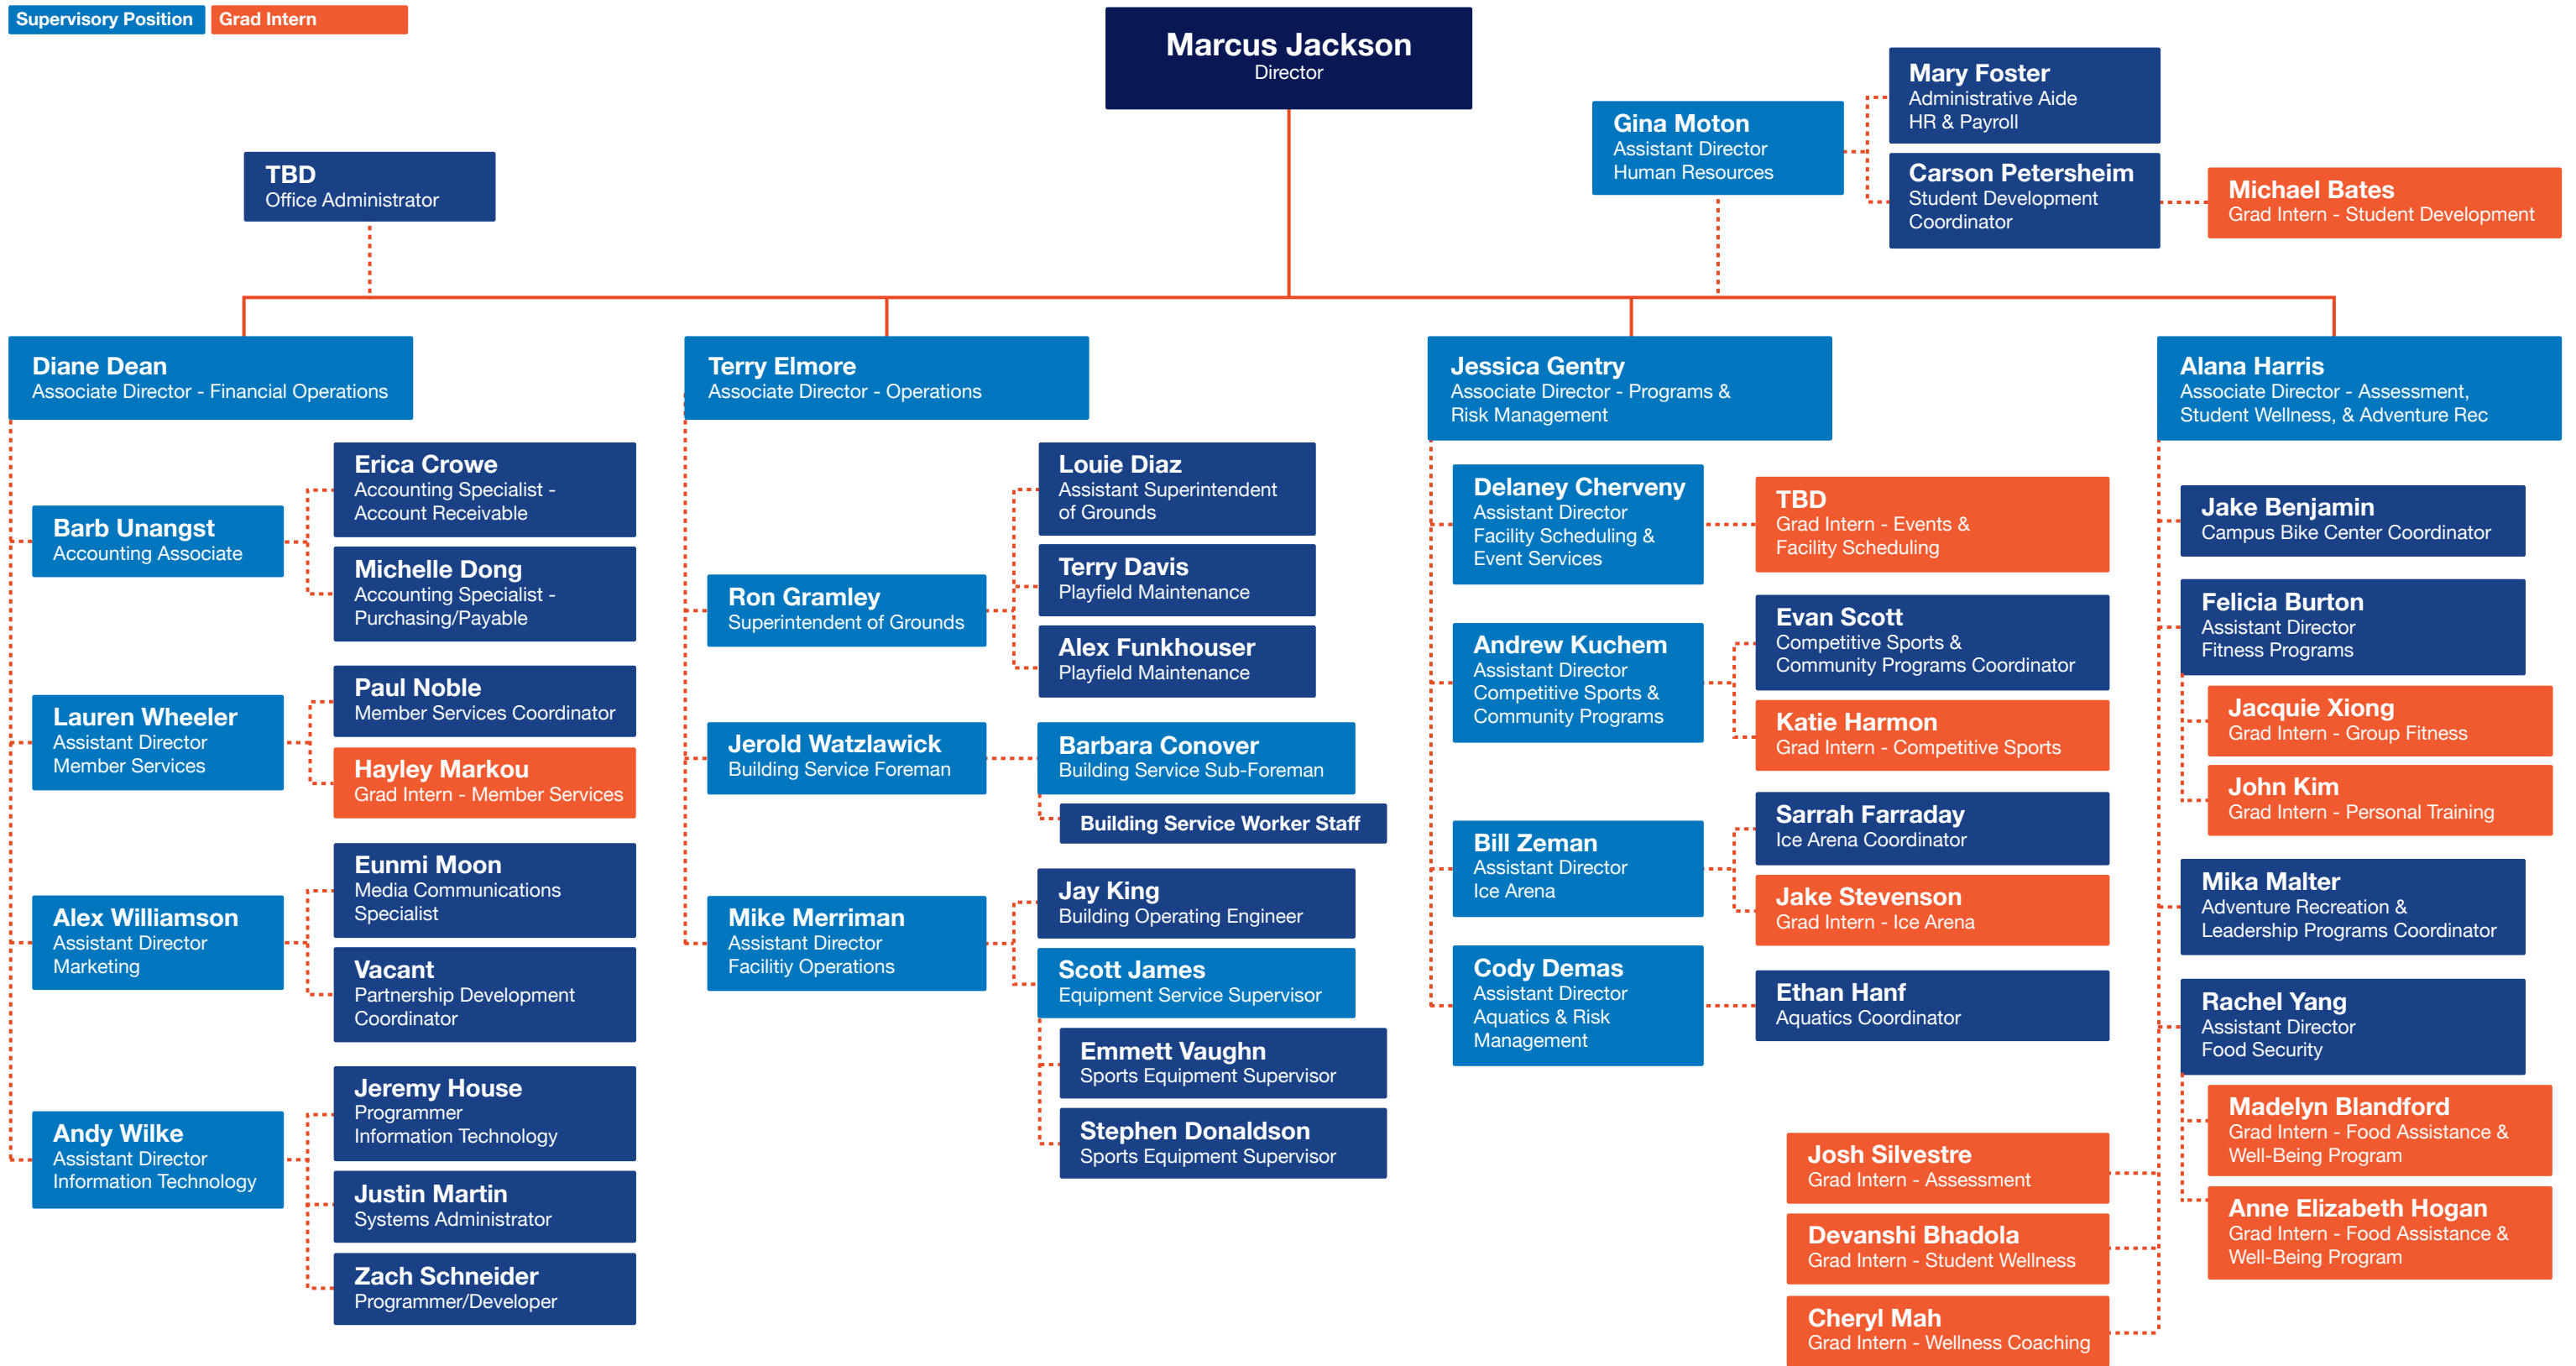 Supervisory Position
Grad Intern
Marcus Jackson
Director
TBD
Office Administrator
Gina Moton
Assistant Director
Human Resources
Mary Foster
Administrative Aide
HR & Payroll
Carson Petersheim
Student Development
Coordinator
Michael Bates
Grad Intern - Student Development
Diane Dean
Associate Director - Financial Operations
Barb Unangst
Accounting Associate
Erica Crowe
Accounting Specialist -
Account Receivable
Michelle Dong
Accounting Specialist -
Purchasing/Payable
Lauren Wheeler
Assistant Director
Member Services
Paul Noble
Member Services Coordinator
Hayley Markou
Grad Intern - Member Services
Alex Williamson
Assistant Director
Marketing
Eunmi Moon
Media Communications
Specialist
Vacant
Partnership Development
Coordinator
Andy Wilke
Assistant Director
Information Technology
Jeremy House
Programmer
Information Technology
Justin Martin
Systems Administrator
Zach Schneider
Programmer/Developer
Terry Elmore
Associate Director - Operations
Ron Gramley
Superintendent of Grounds
Louie Diaz
Assistant Superintendent
of Grounds
Terry Davis
Playfield Maintenance
Alex Funkhouser
Playfield Maintenance
Jerold Watzlawick
Building Service Foreman
Barbara Conover
Building Service Sub-Foreman
Building Service Worker Staff
Mike Merriman
Assistant Director
Facilitiy Operations
Jay King
Building Operating Engineer
Scott James
Equipment Service Supervisor
Emmett Vaughn
Sports Equipment Supervisor
Stephen Donaldson
Sports Equipment Supervisor
Jessica Gentry
Associate Director - Programs &
Risk Management
Delaney Cherveny
Assistant Director
Facility Scheduling &
Event Services
TBD
Grad Intern - Events &
Facility Scheduling
Andrew Kuchem
Assistant Director
Competitive Sports &
Community Programs
Evan Scott
Competitive Sports &
Community Programs Coordinator
Katie Harmon
Grad Intern - Competitive Sports
Bill Zeman
Assistant Director
Ice Arena
Sarrah Farraday
Ice Arena Coordinator
Jake Stevenson
Grad Intern - Ice Arena
Cody Demas
Assistant Director
Aquatics & Risk
Management
Ethan Hanf
Aquatics Coordinator
Alana Harris
Associate Director - Assessment,
Student Wellness, & Adventure Rec
Jake Benjamin
Campus Bike Center Coordinator
Felicia Burton
Assistant Director
Fitness Programs
Jacquie Xiong
Grad Intern - Group Fitness
John Kim
Grad Intern - Personal Training
Mika Malter
Adventure Recreation &
Leadership Programs Coordinator
Rachel Yang
Assistant Director
Food Security
Madelyn Blandford
Grad Intern - Food Assistance &
Well-Being Program
Anne Elizabeth Hogan
Grad Intern - Food Assistance &
Well-Being Program
Josh Silvestre
Grad Intern - Assessment
Devanshi Bhadola
Grad Intern - Student Wellness
Cheryl Mah
Grad Intern - Wellness Coaching